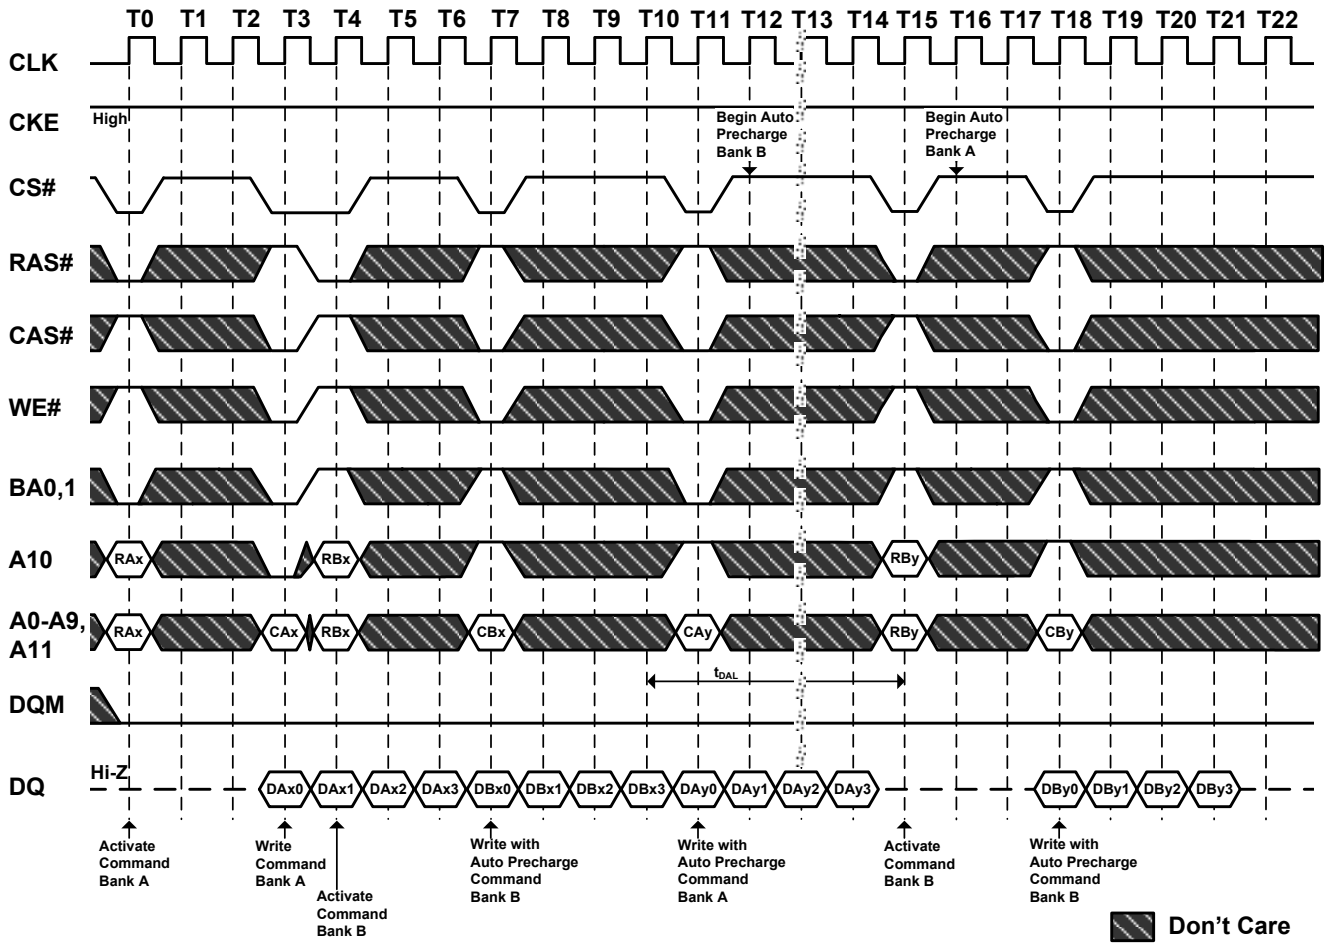 T0 T1 T2 T3 T4 T5 T6 T7 T8 T9 T10 T11 T12 T13 T14 T15 T16 T17 T18 T19 T20 T21 T22
CLK
CKE
High
Begin Auto
Precharge
Bank B
Begin Auto
Precharge
Bank A
CS#
RAS#
CAS#
WE#
BA0,1
A10
RAx RBx RBy
A0-A9,
A11
RAx CAx RBx CBx CAy RBy CBy
tDAL
DQM
Hi-Z
DQ
DAx0 DAx1 DAx2 DAx3 DBx0 DBx1 DBx2 DBx3 DAy0 DAy1 DAy2 DAy3 DBy0 DBy1 DBy2 DBy3
Activate
Command
Bank A
Write
Command
Bank A
Activate
Command
Bank B
Write with
Auto Precharge
Command
Bank B
Write with
Auto Precharge
Command
Bank A
Activate
Command
Bank B
Write with
Auto Precharge
Command
Bank B
Don't Care